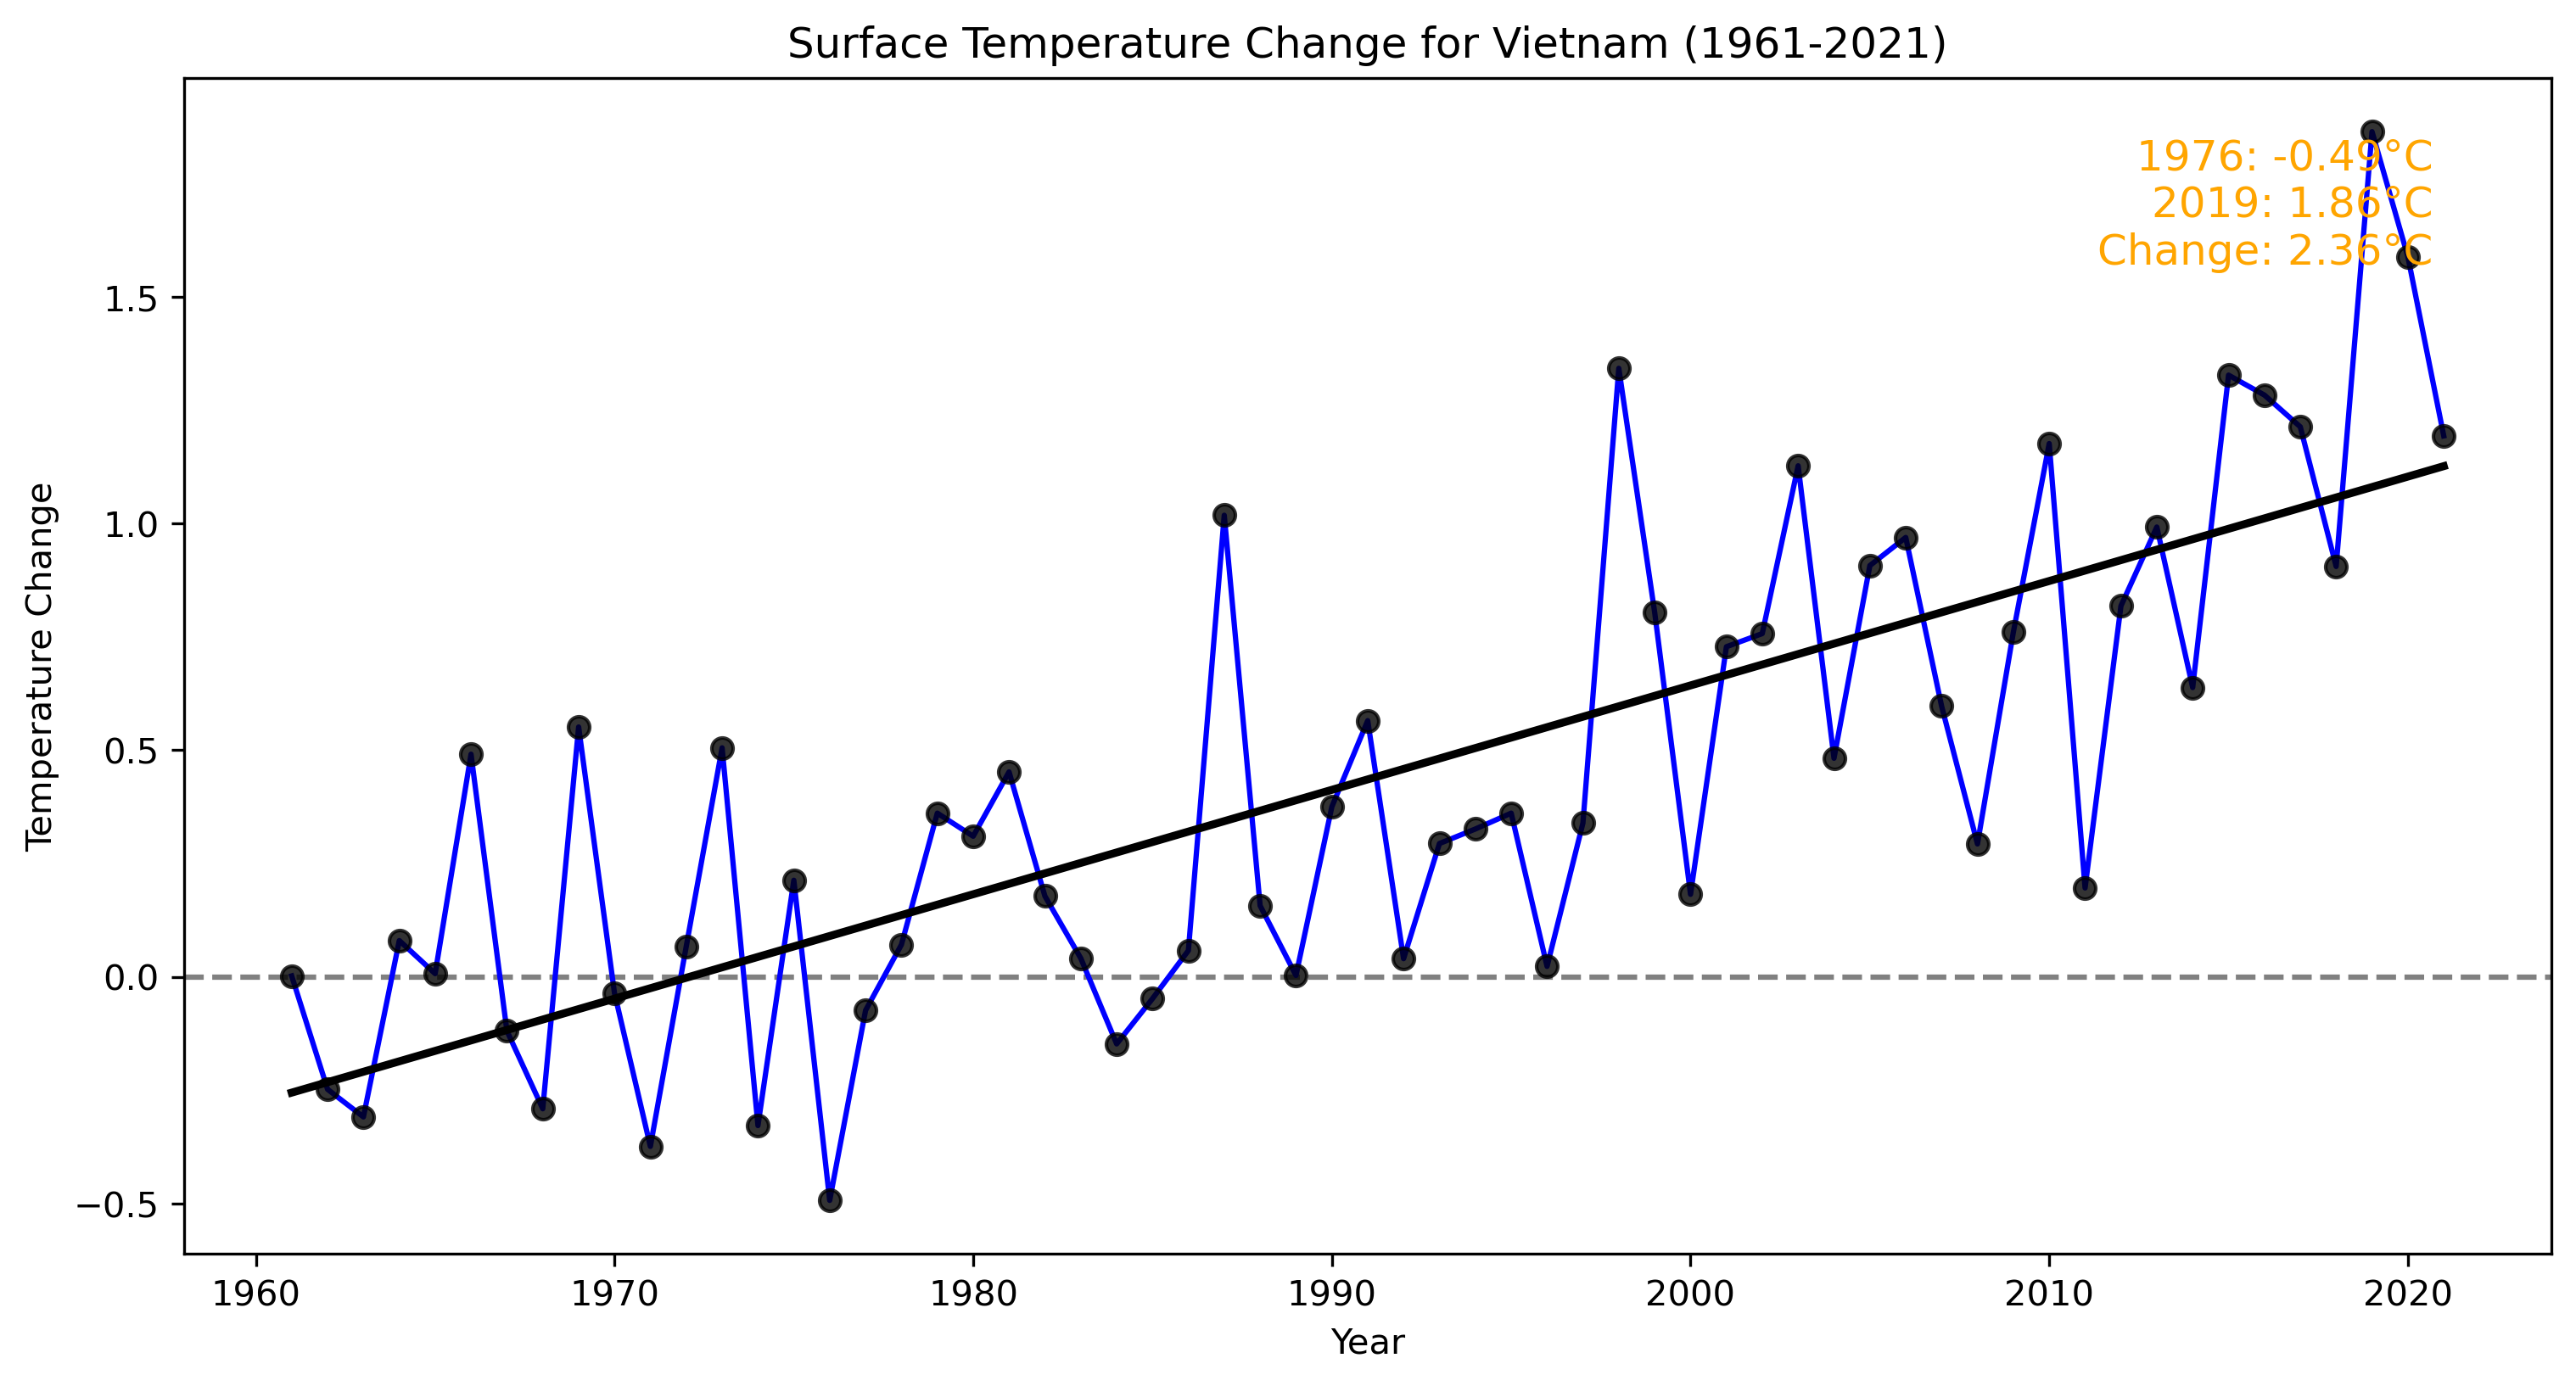 Surface Temperature Change for Vietnam (1961-2021)
1976: -0.49°C
2019: 1.86°C
Change: 2.36°C
Temperature Change
1.5
1.0
0.5
0.0
−0.5
1960 1970 1980 1990 2000 2010 2020
Year